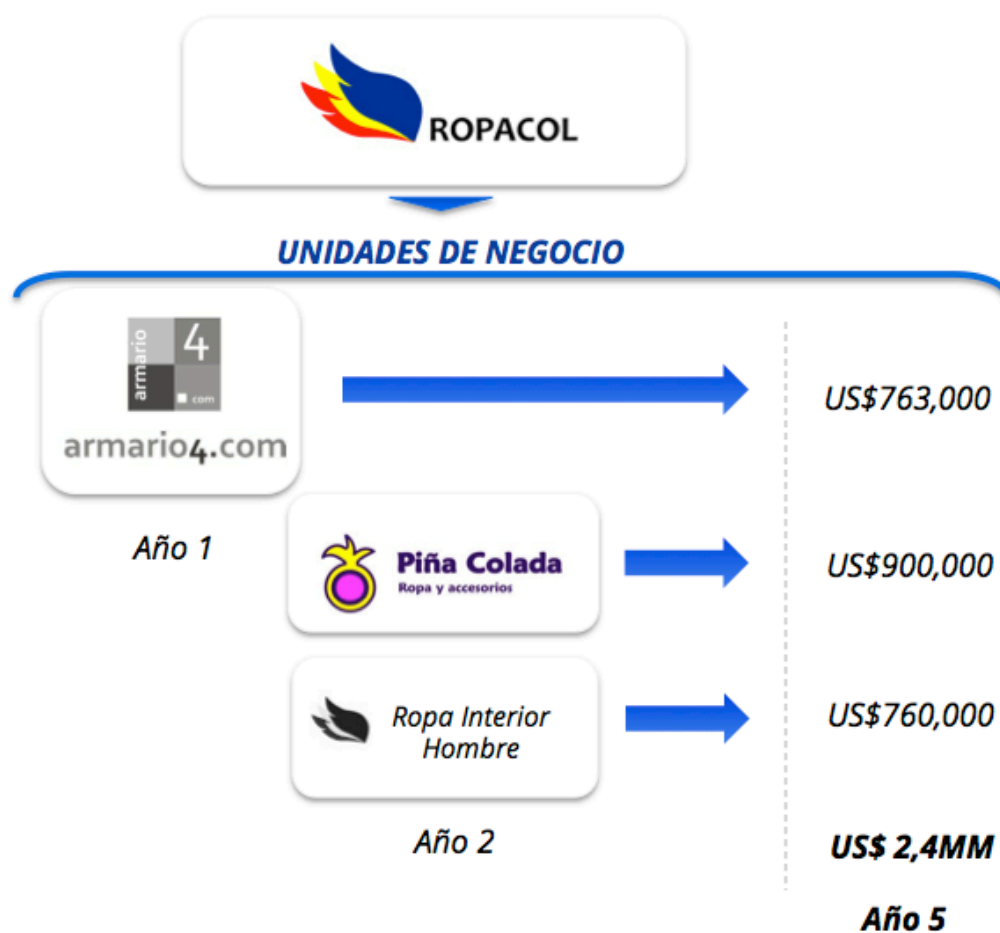 ROPACOL
UNIDADES DE NEGOCIO
armario
4
.com
armario4.com
US$763,000
Año 1
Piña Colada
Ropa y accesorios
US$900,000
Ropa Interior
Hombre
US$760,000
Año 2
US$ 2,4MM
Año 5